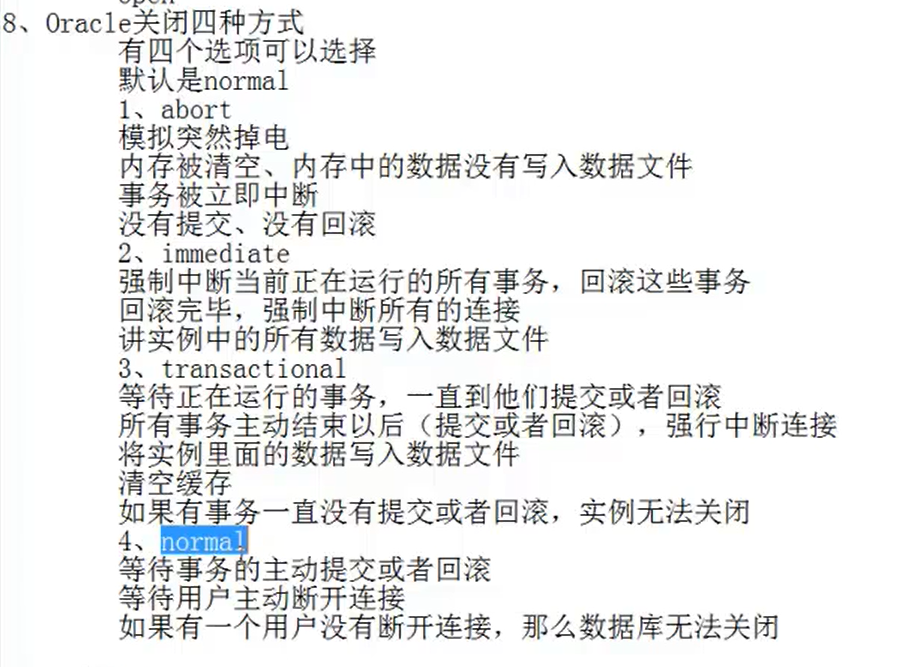 open
8、Oracle关闭四种方式
有四个选项可以选择
默认是normal
1、abort
模拟突然掉电
内存被清空、内存中的数据没有写入数据文件
事务被立即中断
没有提交、没有回滚
2、immediate
强制中断当前正在运行的所有事务，回滚这些事务
回滚完毕，强制中断所有的连接
讲实例中的所有数据写入数据文件
3、transactional
等待正在运行的事务，一直到他们提交或者回滚
所有事务主动结束以后（提交或者回滚），强行中断连接
将实例里面的数据写入数据文件
清空缓存
如果有事务一直没有提交或者回滚，实例无法关闭
4、normal
等待事务的主动提交或者回滚
等待用户主动断开连接
如果有一个用户没有断开连接，那么数据库无法关闭